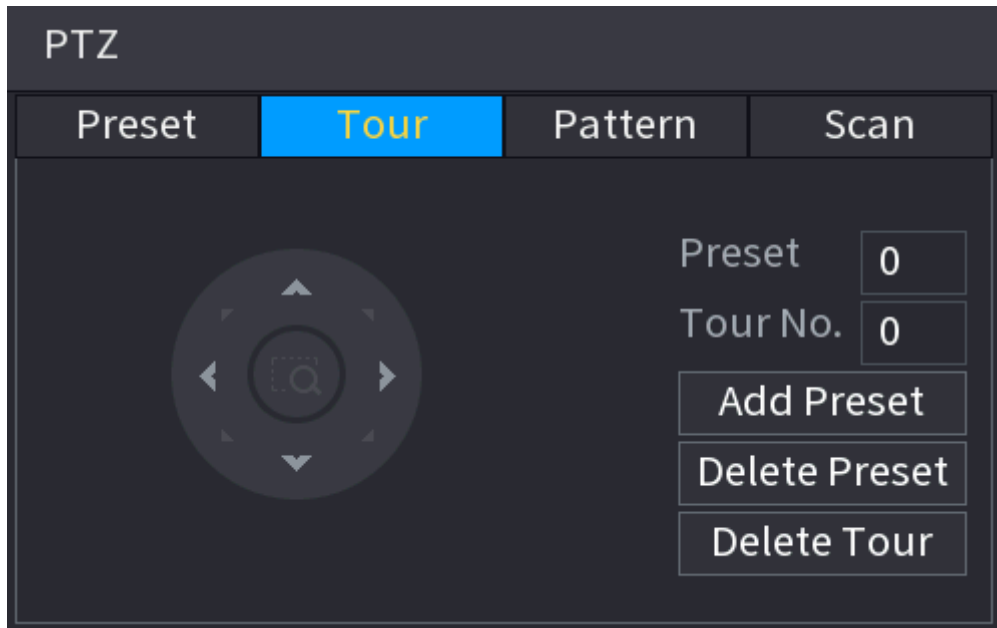 PTZ
Preset Tour Pattern Scan
Preset 0
Tour No. 0
Add Preset
Delete Preset
Delete Tour